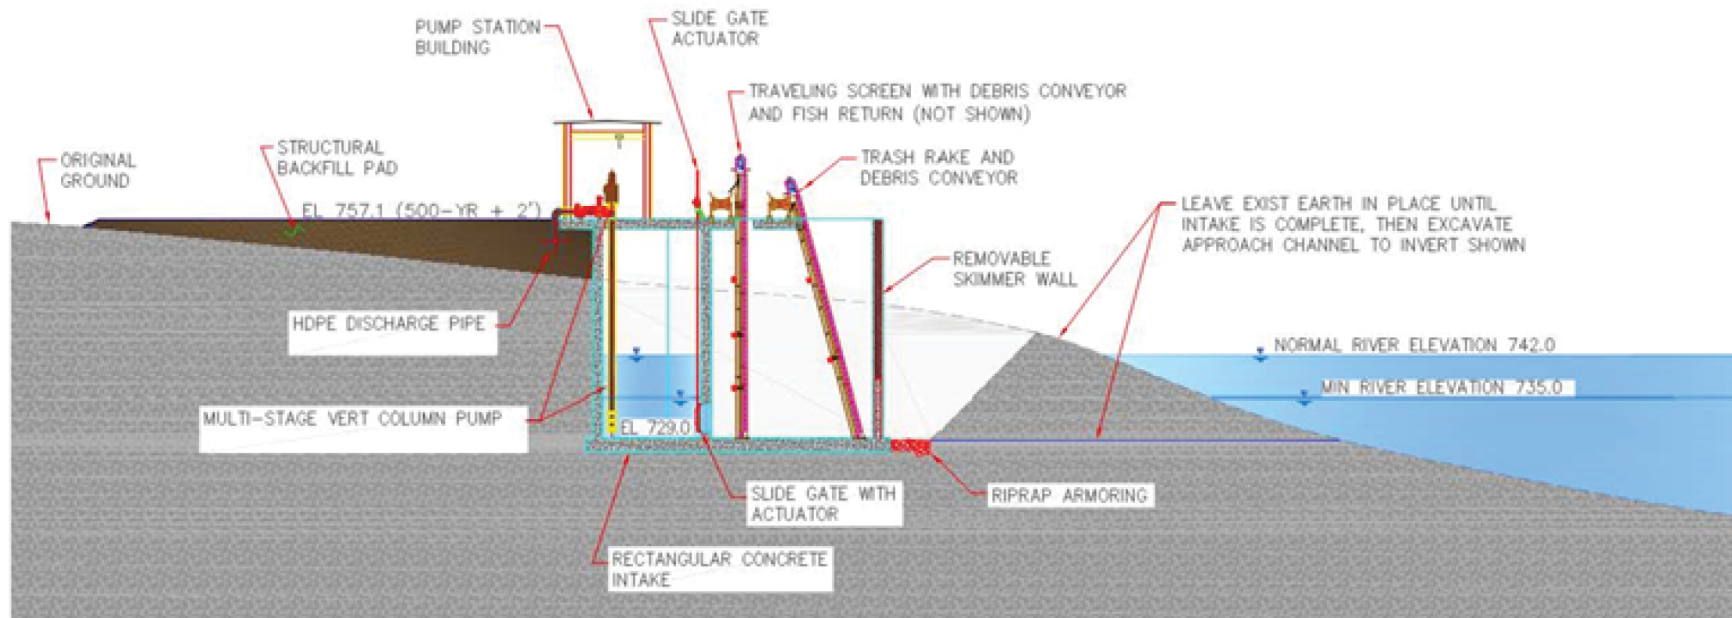 PUMP STATION
BUILDING
SLIDE GATE
ACTUATOR
TRAVELING SCREEN WITH DEBRIS CONVEYOR
AND FISH RETURN (NOT SHOWN)
ORIGINAL
GROUND
STRUCTURAL
BACKFILL PAD
TRASH RAKE AND
DEBRIS CONVEYOR
EL 757.1 (500-YR + 2')
LEAVE EXIST EARTH IN PLACE UNTIL
INTAKE IS COMPLETE, THEN EXCAVATE
APPROACH CHANNEL TO INVERT SHOWN
REMOVABLE
SKIMMER WALL
HDPE DISCHARGE PIPE
NORMAL RIVER ELEVATION 742.0
MIN RIVER ELEVATION 735.0
MULTI-STAGE VERT COLUMN PUMP
EL 729.0
SLIDE GATE WITH
ACTUATOR
RIPRAP ARMORING
RECTANGULAR CONCRETE
INTAKE